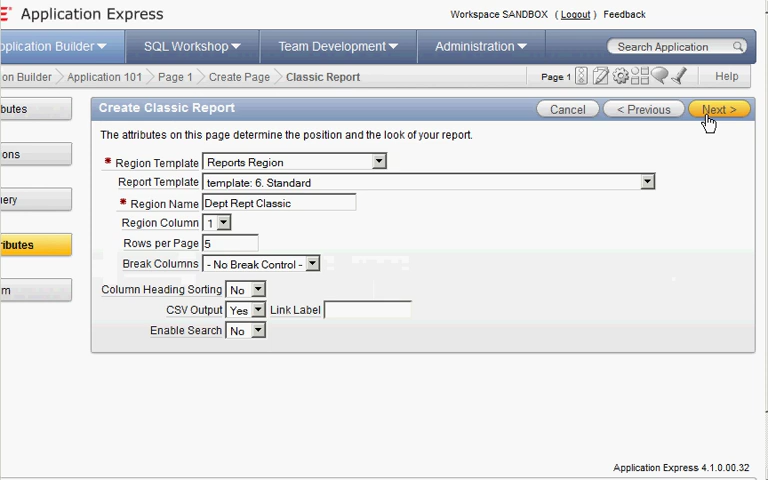 Application Express
Workspace SANDBOX ( Logout ) Feedback
pplication Builder SQL Workshop Team Development Administration Search Application
on Builder Application 101 Page 1 Create Page Classic Report Page 1 Help
butes
Create Classic Report Cancel < Previous Next >
The attributes on this page determine the position and the look of your report.
ons
* Region Template Reports Region
Report Template template: 6. Standard
ery
* Region Name Dept Rept Classic
Region Column 1
ributes
Rows per Page 5
Break Columns - No Break Control -
m
Column Heading Sorting No
CSV Output Yes Link Label
Enable Search No
Application Express 4.1.0.00.32